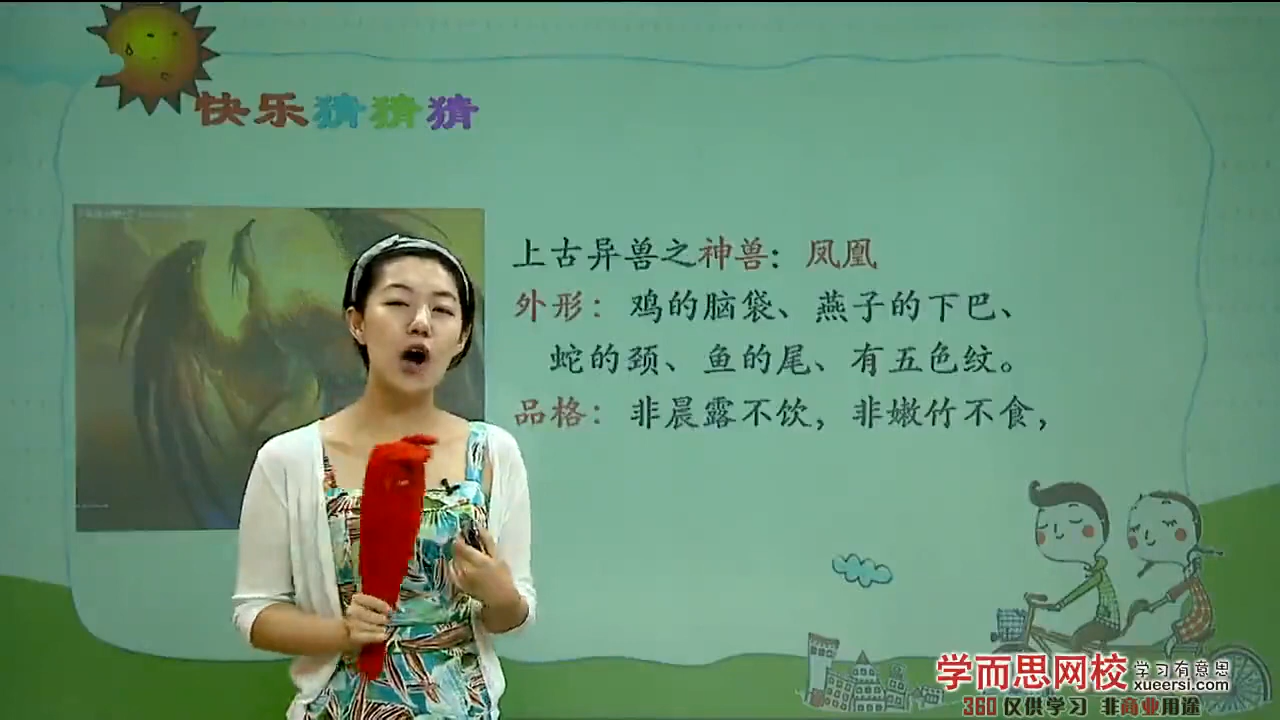 快乐猜猜猜
上古异兽之神兽：凤凰
外形：鸡的脑袋、燕子的下巴、
蛇的颈、鱼的尾、有五色纹。
品格：非晨露不饮，非嫩竹不食，
学而思网校 学习有意思
xueersi.com
360 仅供学习 非商业用途